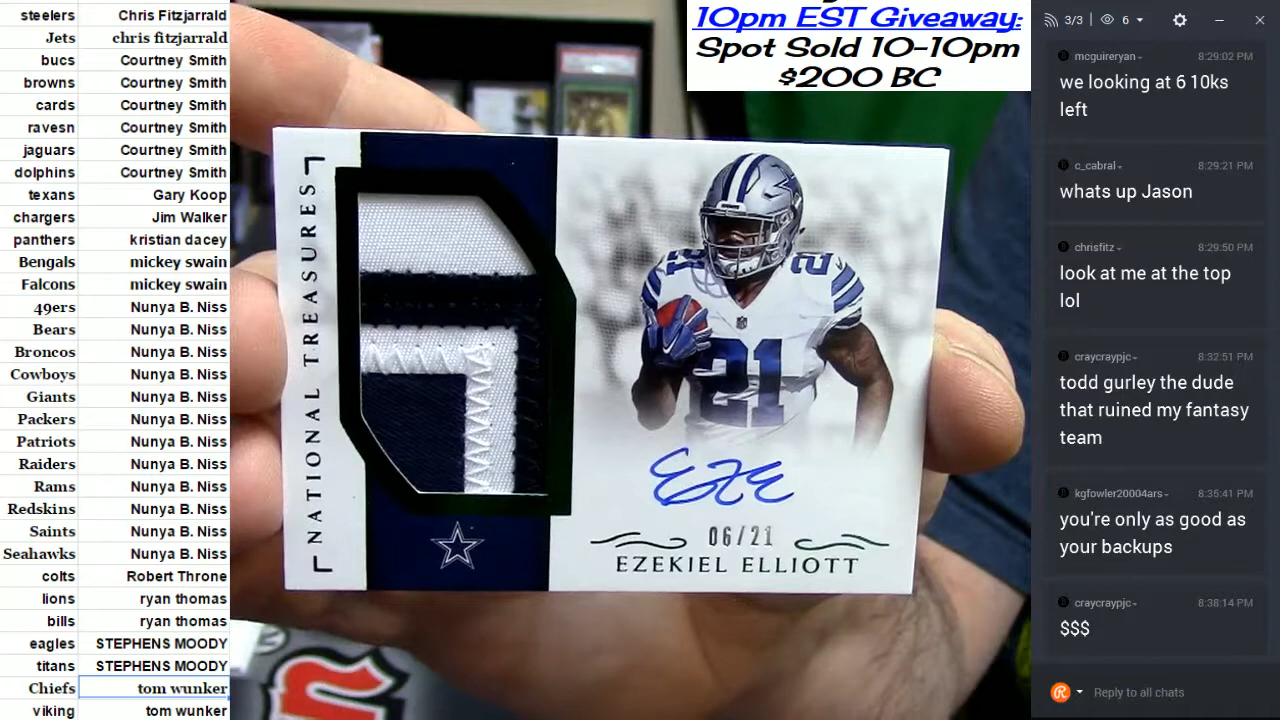 steelers Chris Fitzjarrald
Jets chris fitzjarrald
bucs Courtney Smith
browns Courtney Smith
cards Courtney Smith
ravesn Courtney Smith
jaguars Courtney Smith
dolphins Courtney Smith
texans Gary Koop
chargers Jim Walker
panthers kristian dacey
Bengals mickey swain
Falcons mickey swain
49ers Nunya B. Niss
Bears Nunya B. Niss
Broncos Nunya B. Niss
Cowboys Nunya B. Niss
Giants Nunya B. Niss
Packers Nunya B. Niss
Patriots Nunya B. Niss
Raiders Nunya B. Niss
Rams Nunya B. Niss
Redskins Nunya B. Niss
Saints Nunya B. Niss
Seahawks Nunya B. Niss
colts Robert Throne
lions ryan thomas
bills ryan thomas
eagles STEPHENS MOODY
titans STEPHENS MOODY
Chiefs tom wunker
viking tom wunker
10pm EST Giveaway:
Spot Sold 10-10pm
$200 BC
NATIONAL TREASURES
21
21
21
06/21
EZEKIEL ELLIOTT
3/3 6
mcguireryan 8:29:02 PM
we looking at 6 10ks
left
c_cabral 8:29:21 PM
whats up Jason
chrisfitz 8:29:50 PM
look at me at the top
lol
craycraypjc 8:32:51 PM
todd gurley the dude
that ruined my fantasy
team
kgfowler20004ars 8:35:41 PM
you're only as good as
your backups
craycraypjc 8:38:14 PM
$$$
Reply to all chats